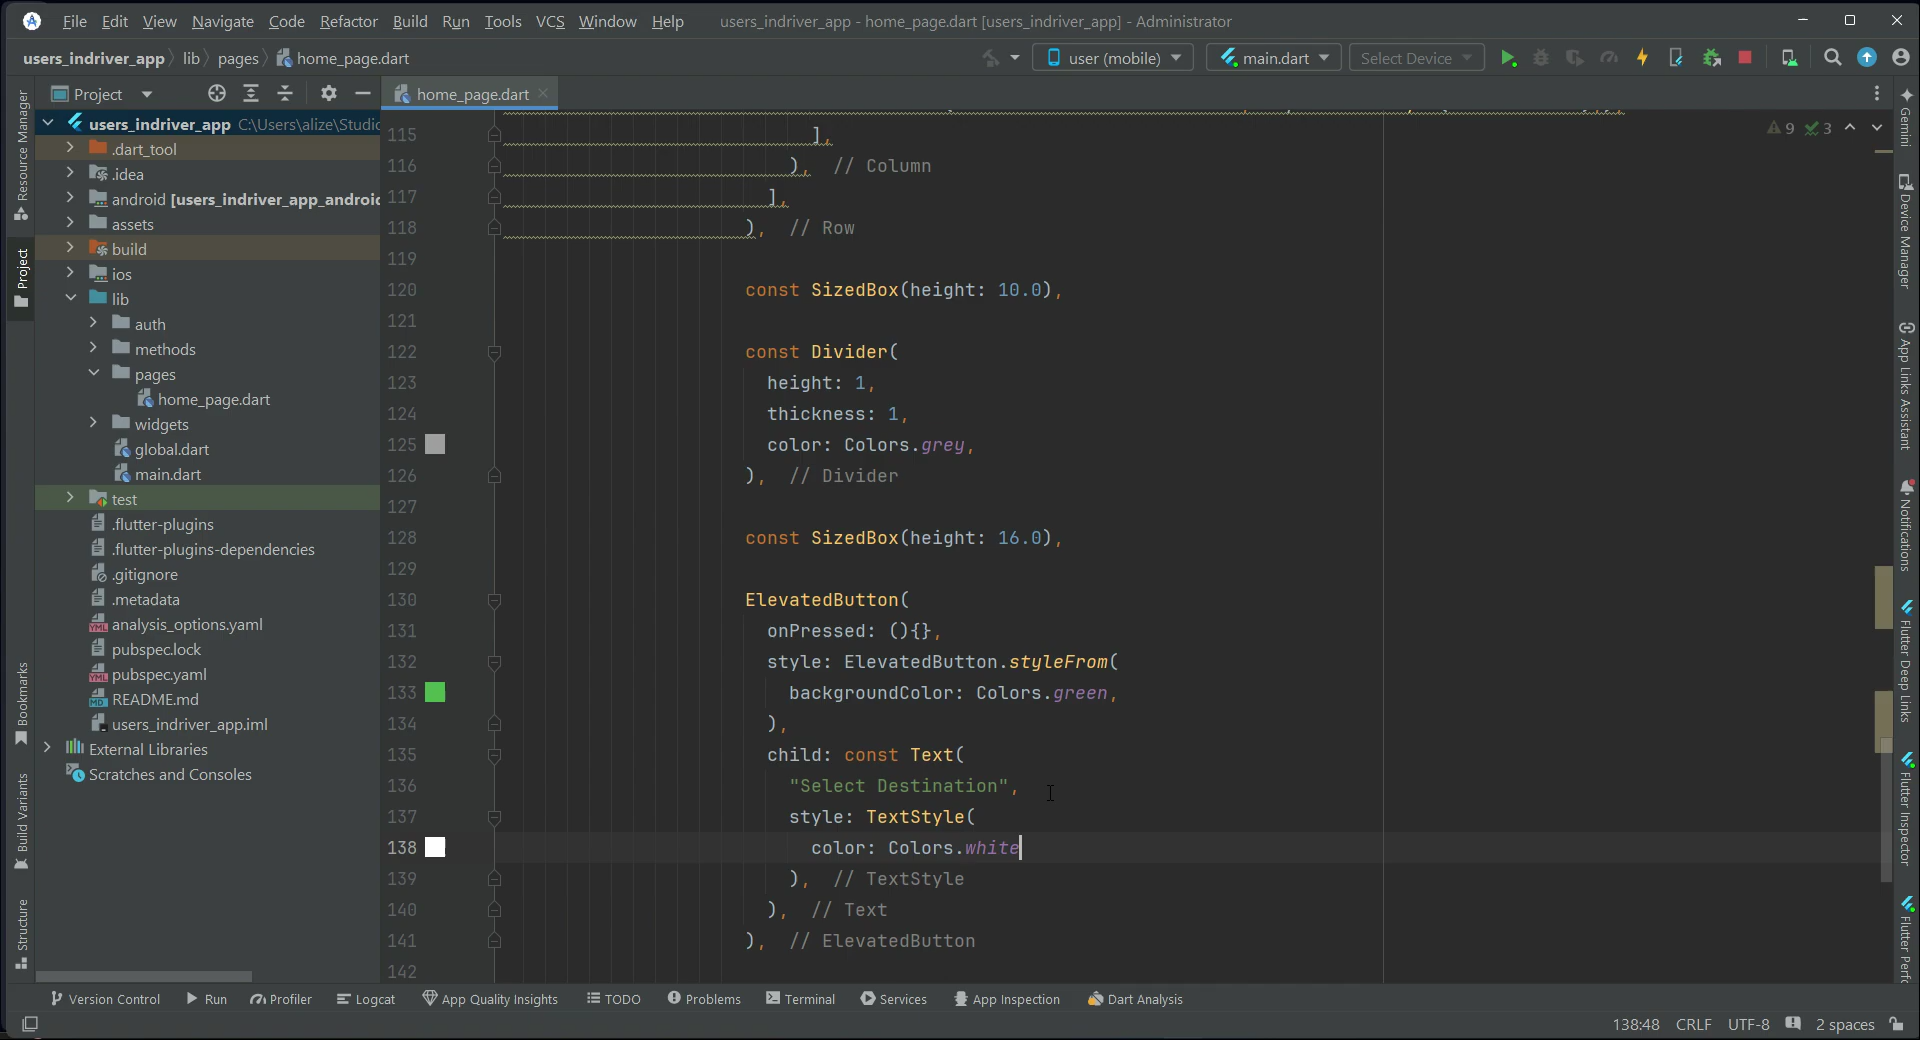 File Edit View Navigate Code Refactor Build Run Tools VCS Window Help users_indriver_app - home_page.dart [users_indriver_app] - Administrator
users_indriver_app lib pages home_page.dart user (mobile) main.dart Select Device
Project home_page.dart
users_indriver_app C:\Users\alize\Studio
.dart_tool
.idea
android [users_indriver_app_android
assets
build
ios
lib
auth
methods
pages
home_page.dart
widgets
global.dart
main.dart
test
.flutter-plugins
.flutter-plugins-dependencies
.gitignore
.metadata
analysis_options.yaml
pubspec.lock
pubspec.yaml
README.md
users_indriver_app.iml
External Libraries
Scratches and Consoles
Resource Manager
Project
Bookmarks
Build Variants
Structure
9 3
115 ],
116 ), // Column
117 ],
118 ), // Row
119
120 const SizedBox(height: 10.0),
121
122 const Divider(
123 height: 1,
124 thickness: 1,
125 color: Colors.grey,
126 ), // Divider
127
128 const SizedBox(height: 16.0),
129
130 ElevatedButton(
131 onPressed: (){},
132 style: ElevatedButton.styleFrom(
133 backgroundColor: Colors.green,
134 ),
135 child: const Text(
136 "Select Destination",
137 style: TextStyle(
138 color: Colors.white
139 ), // TextStyle
140 ), // Text
141 ), // ElevatedButton
142
Gemini
Device Manager
App Links Assistant
Notifications
Flutter Deep Links
Flutter Inspector
Flutter Perf
Version Control Run Profiler Logcat App Quality Insights TODO Problems Terminal Services App Inspection Dart Analysis
138:48 CRLF UTF-8 2 spaces